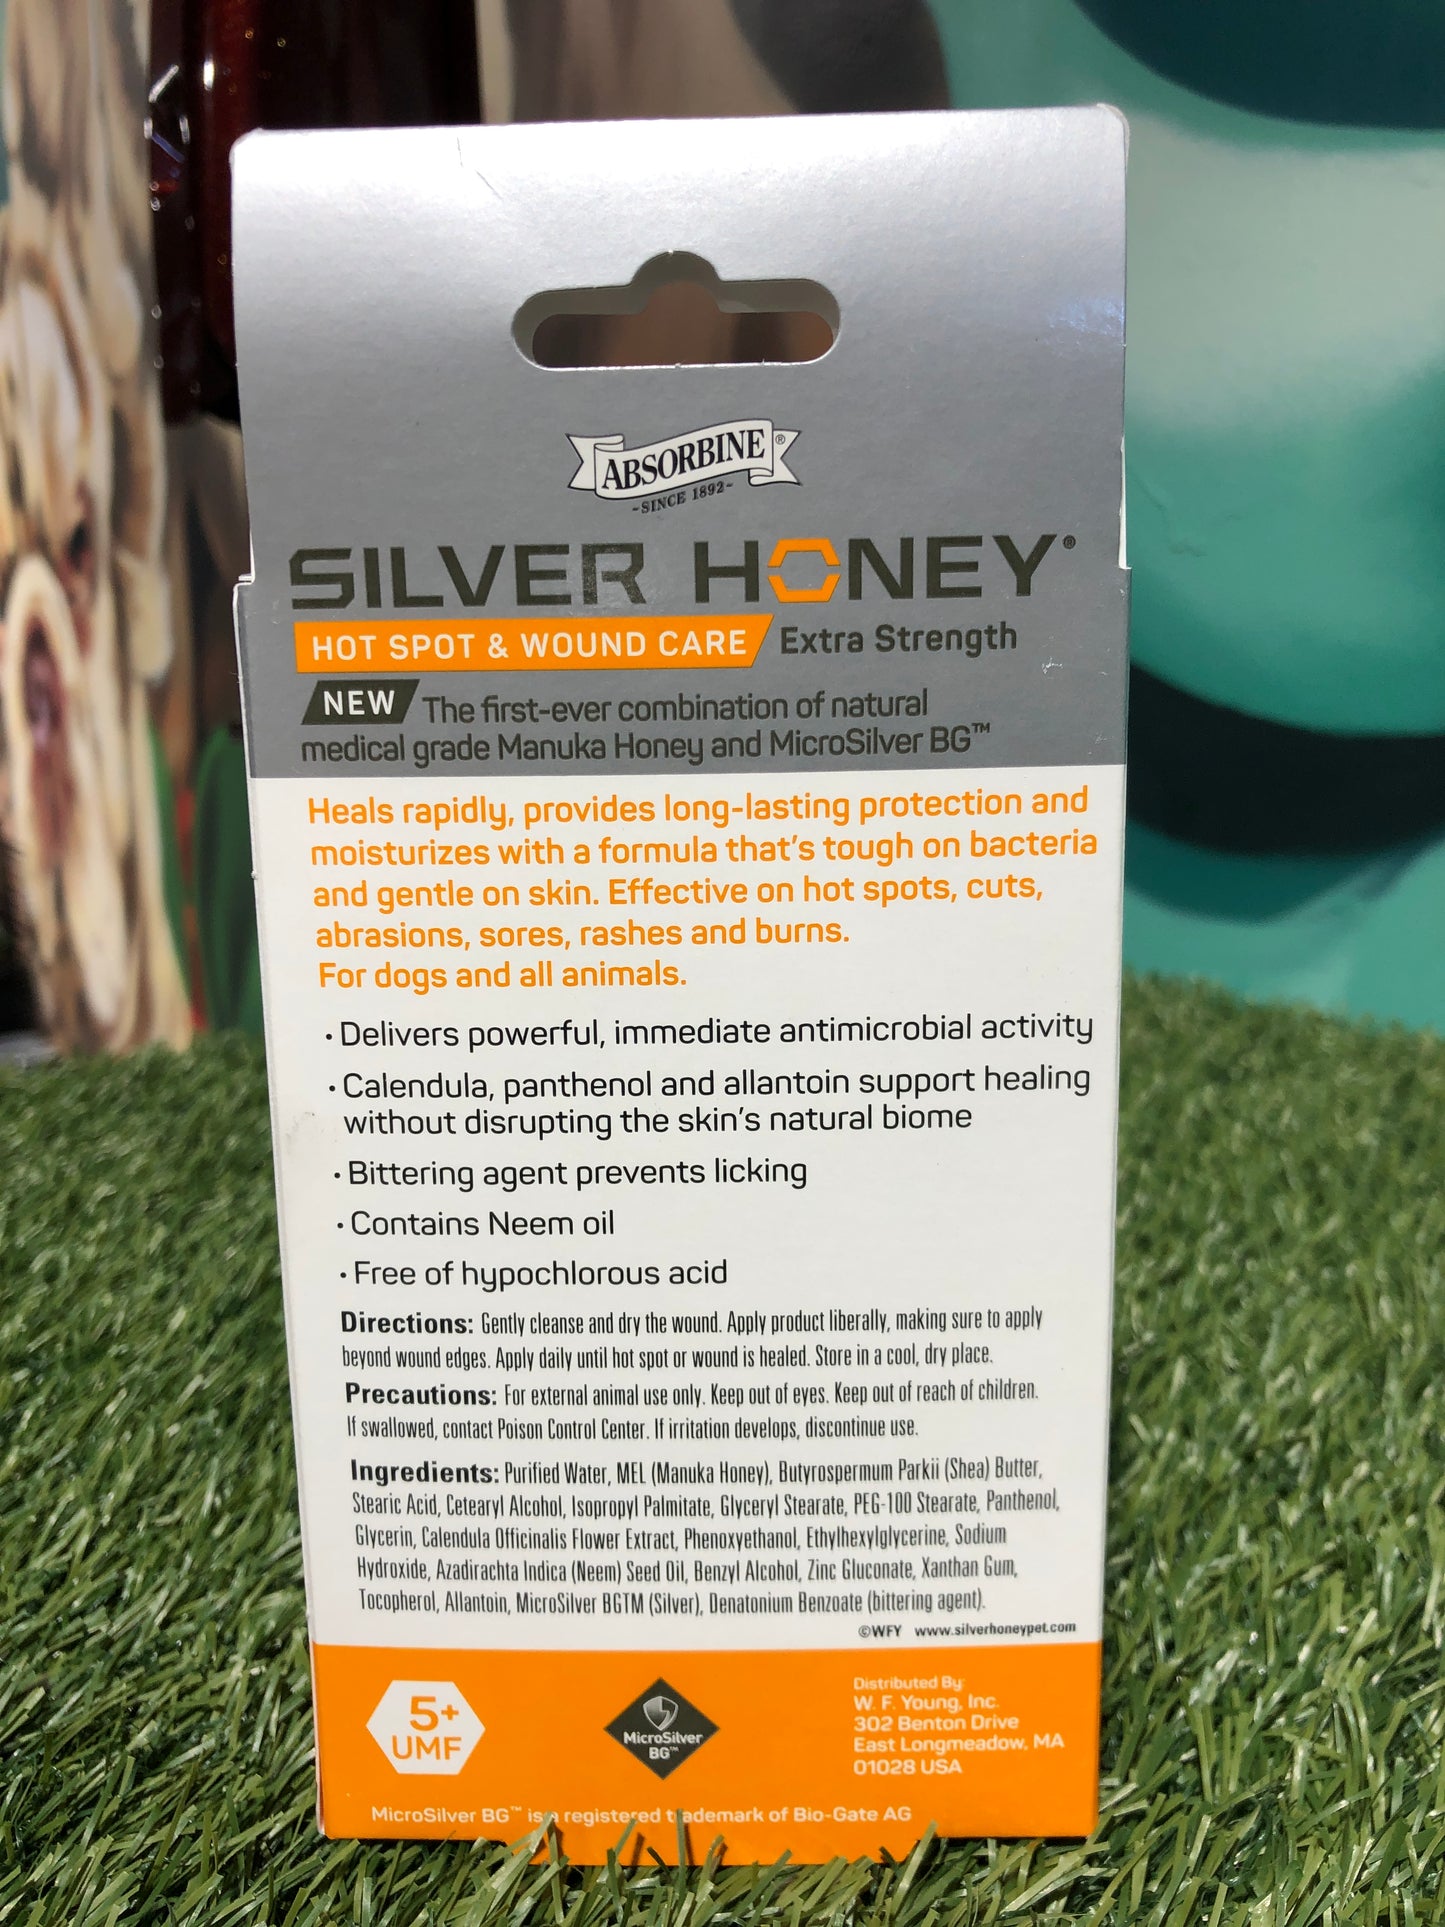 ABSORBINE®
-SINCE 1892-
SILVER HONEY®
HOT SPOT & WOUND CARE Extra Strength
NEW The first-ever combination of natural
medical grade Manuka Honey and MicroSilver BG™
Heals rapidly, provides long-lasting protection and
moisturizes with a formula that's tough on bacteria
and gentle on skin. Effective on hot spots, cuts,
abrasions, sores, rashes and burns.
For dogs and all animals.
· Delivers powerful, immediate antimicrobial activity
· Calendula, panthenol and allantoin support healing
without disrupting the skin's natural biome
· Bittering agent prevents licking
· Contains Neem oil
· Free of hypochlorous acid
Directions: Gently cleanse and dry the wound. Apply product liberally, making sure to apply
beyond wound edges. Apply daily until hot spot or wound is healed. Store in a cool, dry place.
Precautions: For external animal use only. Keep out of eyes. Keep out of reach of children.
If swallowed, contact Poison Control Center. If irritation develops, discontinue use.
Ingredients: Purified Water, MEL (Manuka Honey), Butyrospermum Parkii (Shea) Butter,
Stearic Acid, Cetearyl Alcohol, Isopropyl Palmitate, Glyceryl Stearate, PEG-100 Stearate, Panthenol,
Glycerin, Calendula Officinalis Flower Extract, Phenoxyethanol, Ethylhexylglycerine, Sodium
Hydroxide, Azadirachta Indica (Neem) Seed Oil, Benzyl Alcohol, Zinc Gluconate, Xanthan Gum,
Tocopherol, Allantoin, MicroSilver BGTM (Silver), Denatonium Benzoate (bittering agent).
©WFY www.silverhoneypet.com
5+
UMF
MicroSilver
BG™
Distributed By:
W. F. Young, Inc.
302 Benton Drive
East Longmeadow, MA
01028 USA
MicroSilver BG™ is a registered trademark of Bio-Gate AG